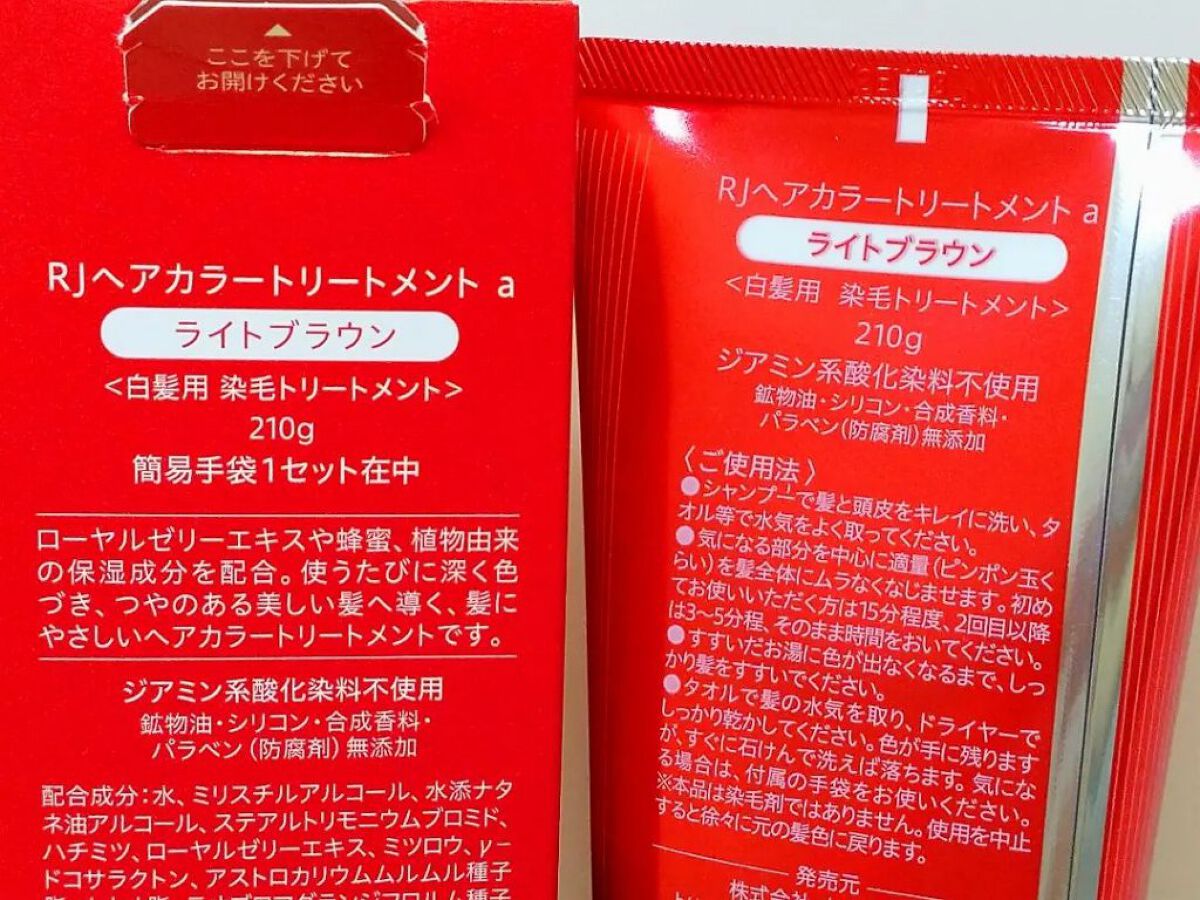 ここを下げて
お開けください
RJヘアカラートリートメント a
ライトブラウン
<白髪用 染毛トリートメント>
210g
簡易手袋1セット在中
ローヤルゼリーエキスや蜂蜜、植物由来
の保湿成分を配合。使うたびに深く色
づき、つやのある美しい髪へ導く、髪に
やさしいヘアカラートリートメントです。
ジアミン系酸化染料不使用
鉱物油・シリコン・合成香料・
パラベン(防腐剤)無添加
配合成分:水、ミリスチルアルコール、水添ナタ
ネ油アルコール、ステアルトリモニウムブロミド、
ハチミツ、ローヤルゼリーエキス、ミツロウ、γ-
ドコサラクトン、アストロカリウムムルムル種子
RJヘアカラートリートメント a
ライトブラウン
<白髪用 染毛トリートメント>
210g
ジアミン系酸化染料不使用
鉱物油・シリコン・合成香料・
パラベン(防腐剤)無添加
〈ご使用法〉
●シャンプーで髪と頭皮をキレイに洗い、タ
オル等で水気をよく取ってください。
●気になる部分を中心に適量(ピンポン玉く
らい)を髪全体にムラなくなじませます。初め
てお使いいただく方は15分程度、2回目以降
は3~5分程、そのまま時間をおいてください。
●すすいだお湯に色が出なくなるまで、しっ
かり髪をすすいでください。
●タオルで髪の水気を取り、ドライヤーで
しっかり乾かしてください。色が手に残ります
が、すぐに石けんで洗えば落ちます。気にな
る場合は、付属の手袋をお使いください。
※本品は染毛剤ではありません。使用を中止
すると徐々に元の髪色に戻ります。
発売元
株式会社